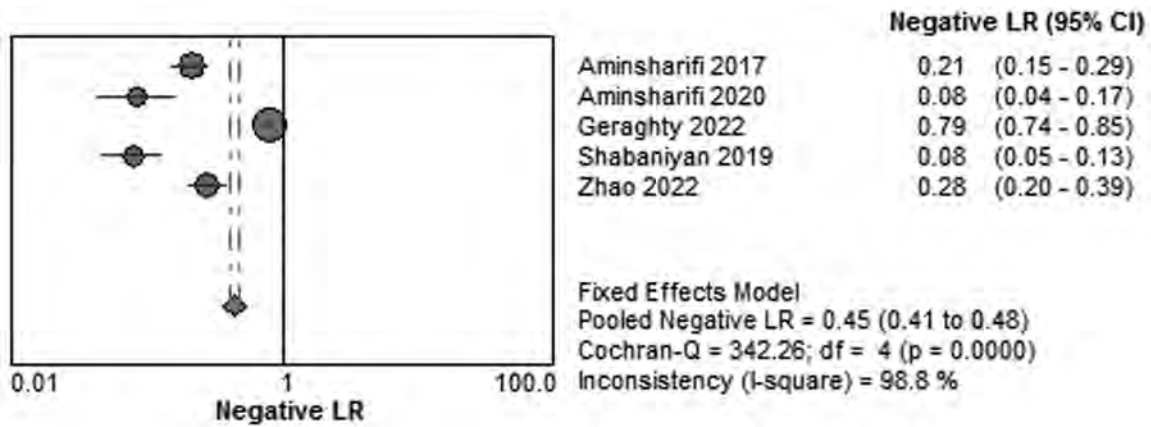 Negative LR (95% CI)
Aminsharifi 2017 0.21 (0.15 - 0.29)
Aminsharifi 2020 0.08 (0.04 - 0.17)
Geraghty 2022 0.79 (0.74 - 0.85)
Shabaniyan 2019 0.08 (0.05 - 0.13)
Zhao 2022 0.28 (0.20 - 0.39)
Fixed Effects Model
Pooled Negative LR = 0.45 (0.41 to 0.48)
Cochran-Q = 342.26; df = 4 (p = 0.0000)
Inconsistency (I-square) = 98.8 %
0.01 1 100.0
Negative LR